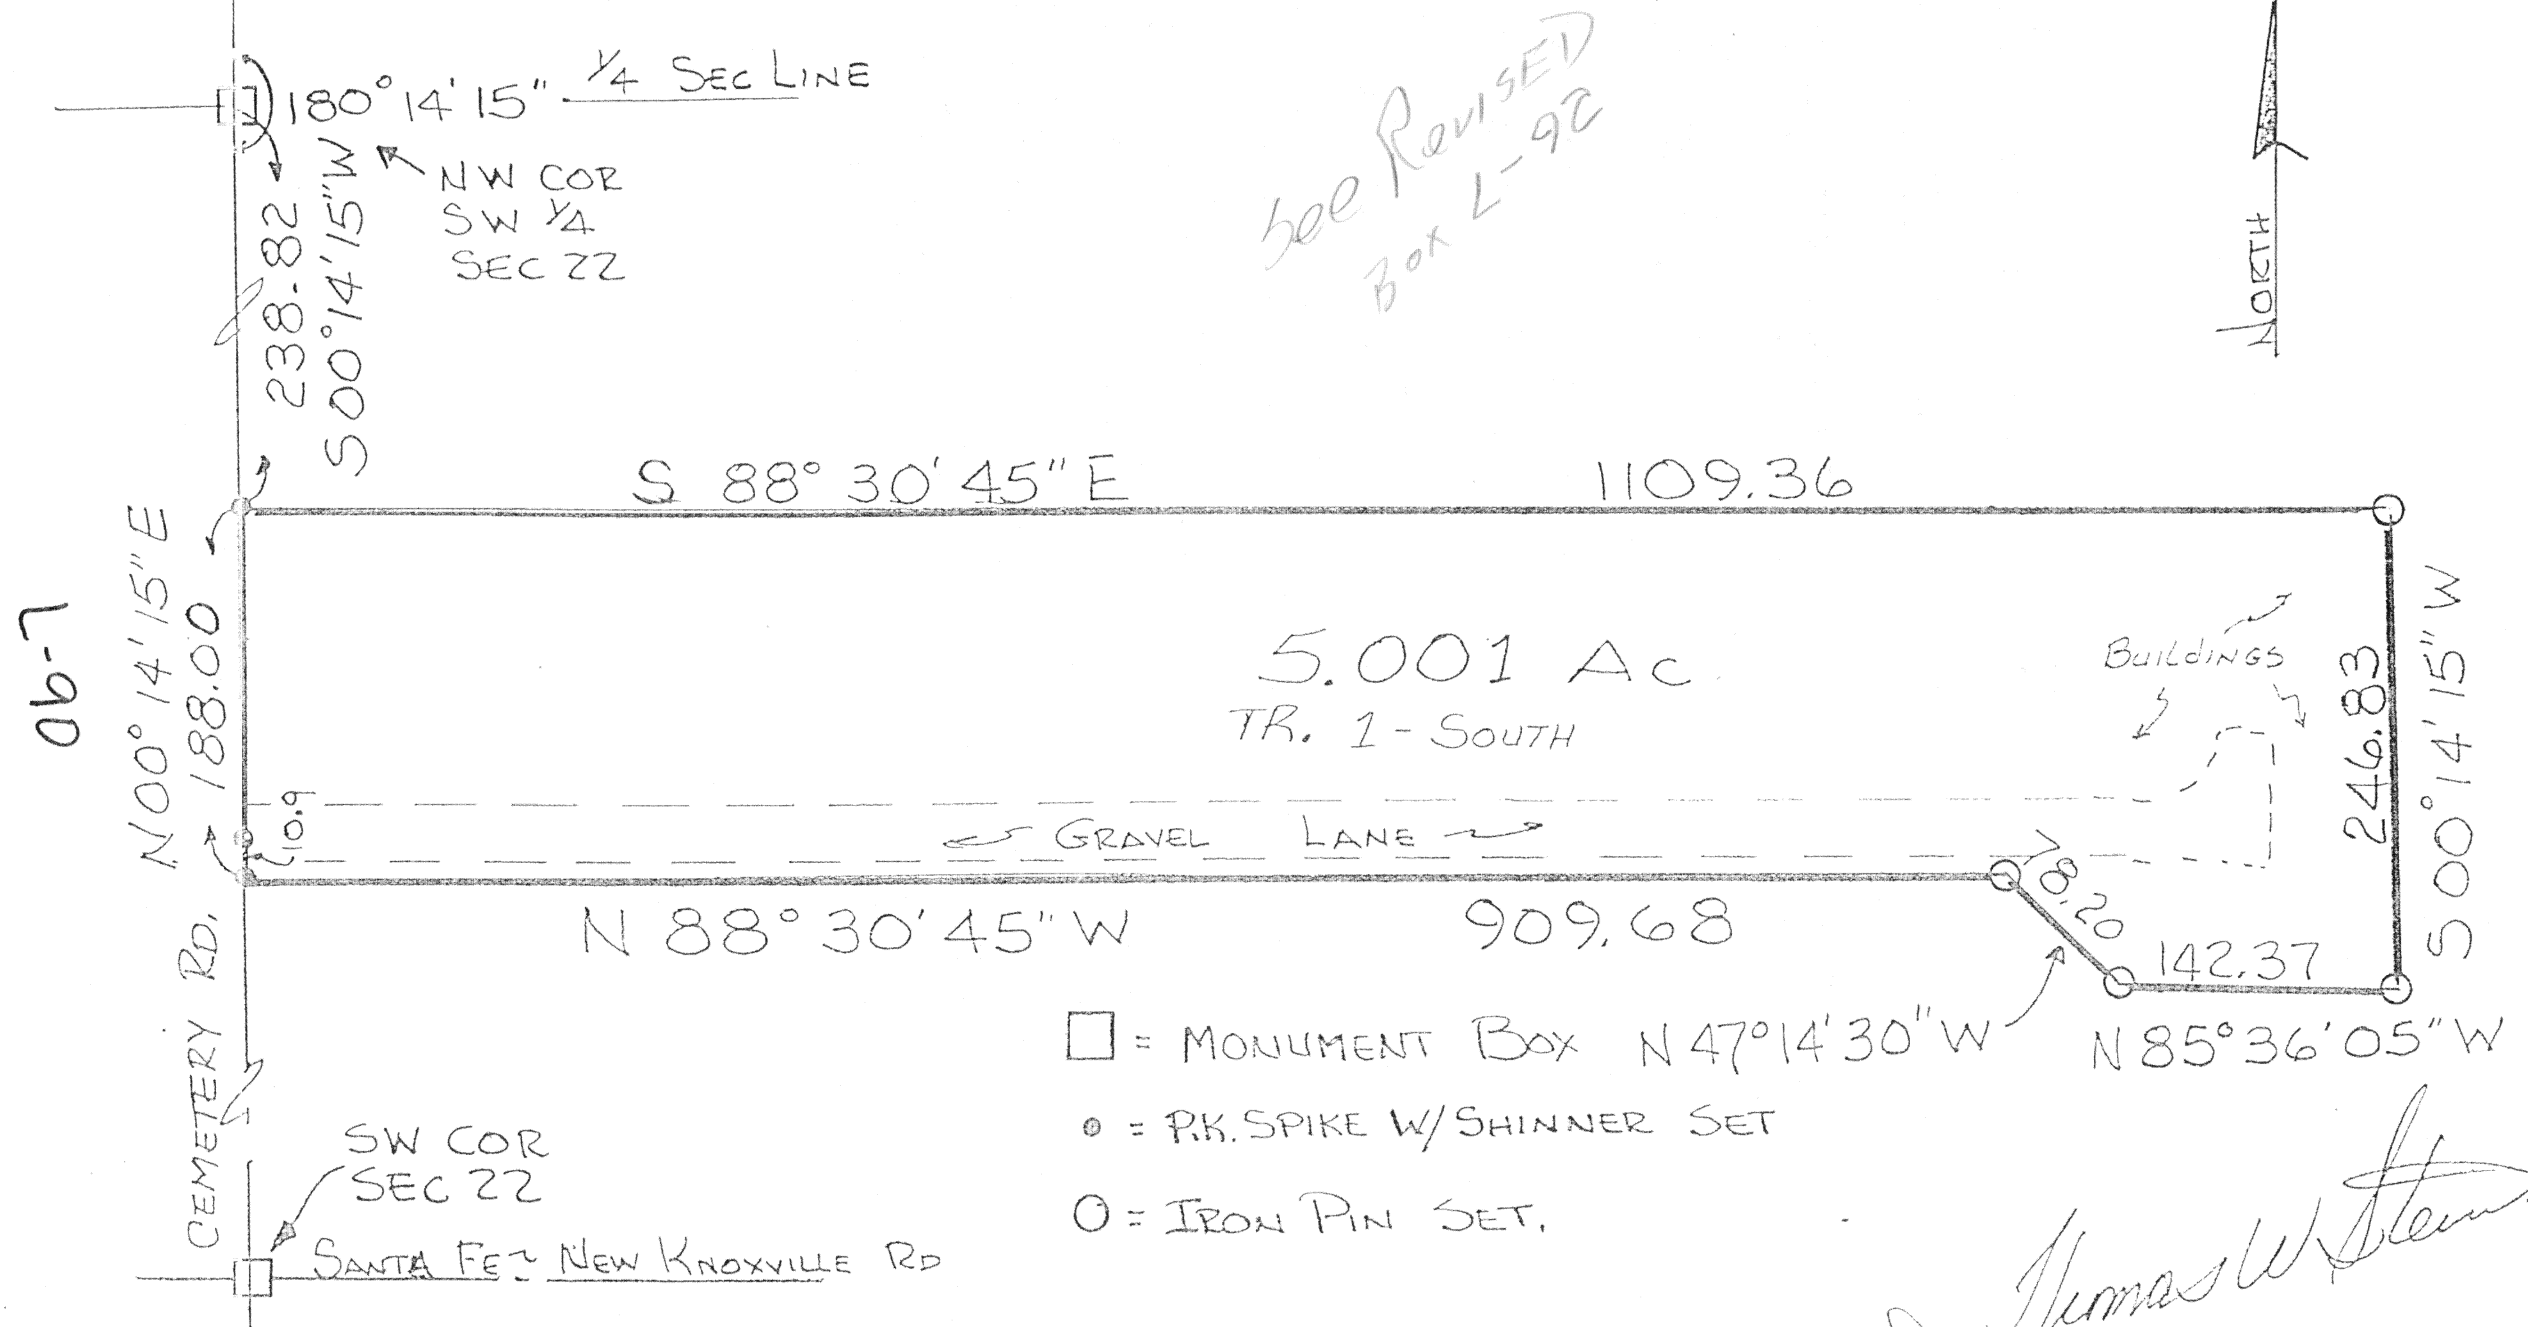 180° 14' 15" 1/4 SEC LINE
NW COR
SW 1/4
SEC 22
238.82
S 00° 14' 15" W
See RevisED
Box L-92
NORTH
S 88° 30' 45" E 1109.36
N 00° 14' 15" E
188.00
L-90
5.001 AC
TR. 1 - SOUTH
BUILDINGS
246.83
S 00° 14' 15" W
10.9
GRAVEL LANE
78.20
N 88° 30' 45" W 909.68
142.37
N 47° 14' 30" W
N 85° 36' 05" W
CEMETERY RD.
□ = MONUMENT BOX
• = P.K. SPIKE W/ SHINNER SET
O = IRON PIN SET.
SW COR
SEC 22
SANTA FE ~ NEW KNOXVILLE RD
Thomas W. Stein